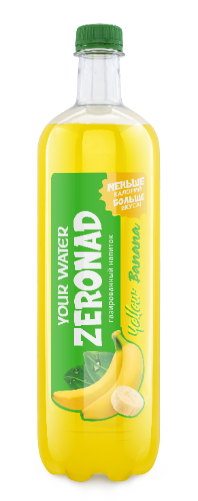 YOUR WATER
ZERONAD
газированный напиток
МЕНЬШЕ
КАЛОРИЙ
БОЛЬШЕ
ВКУСА!
Yellow Banana